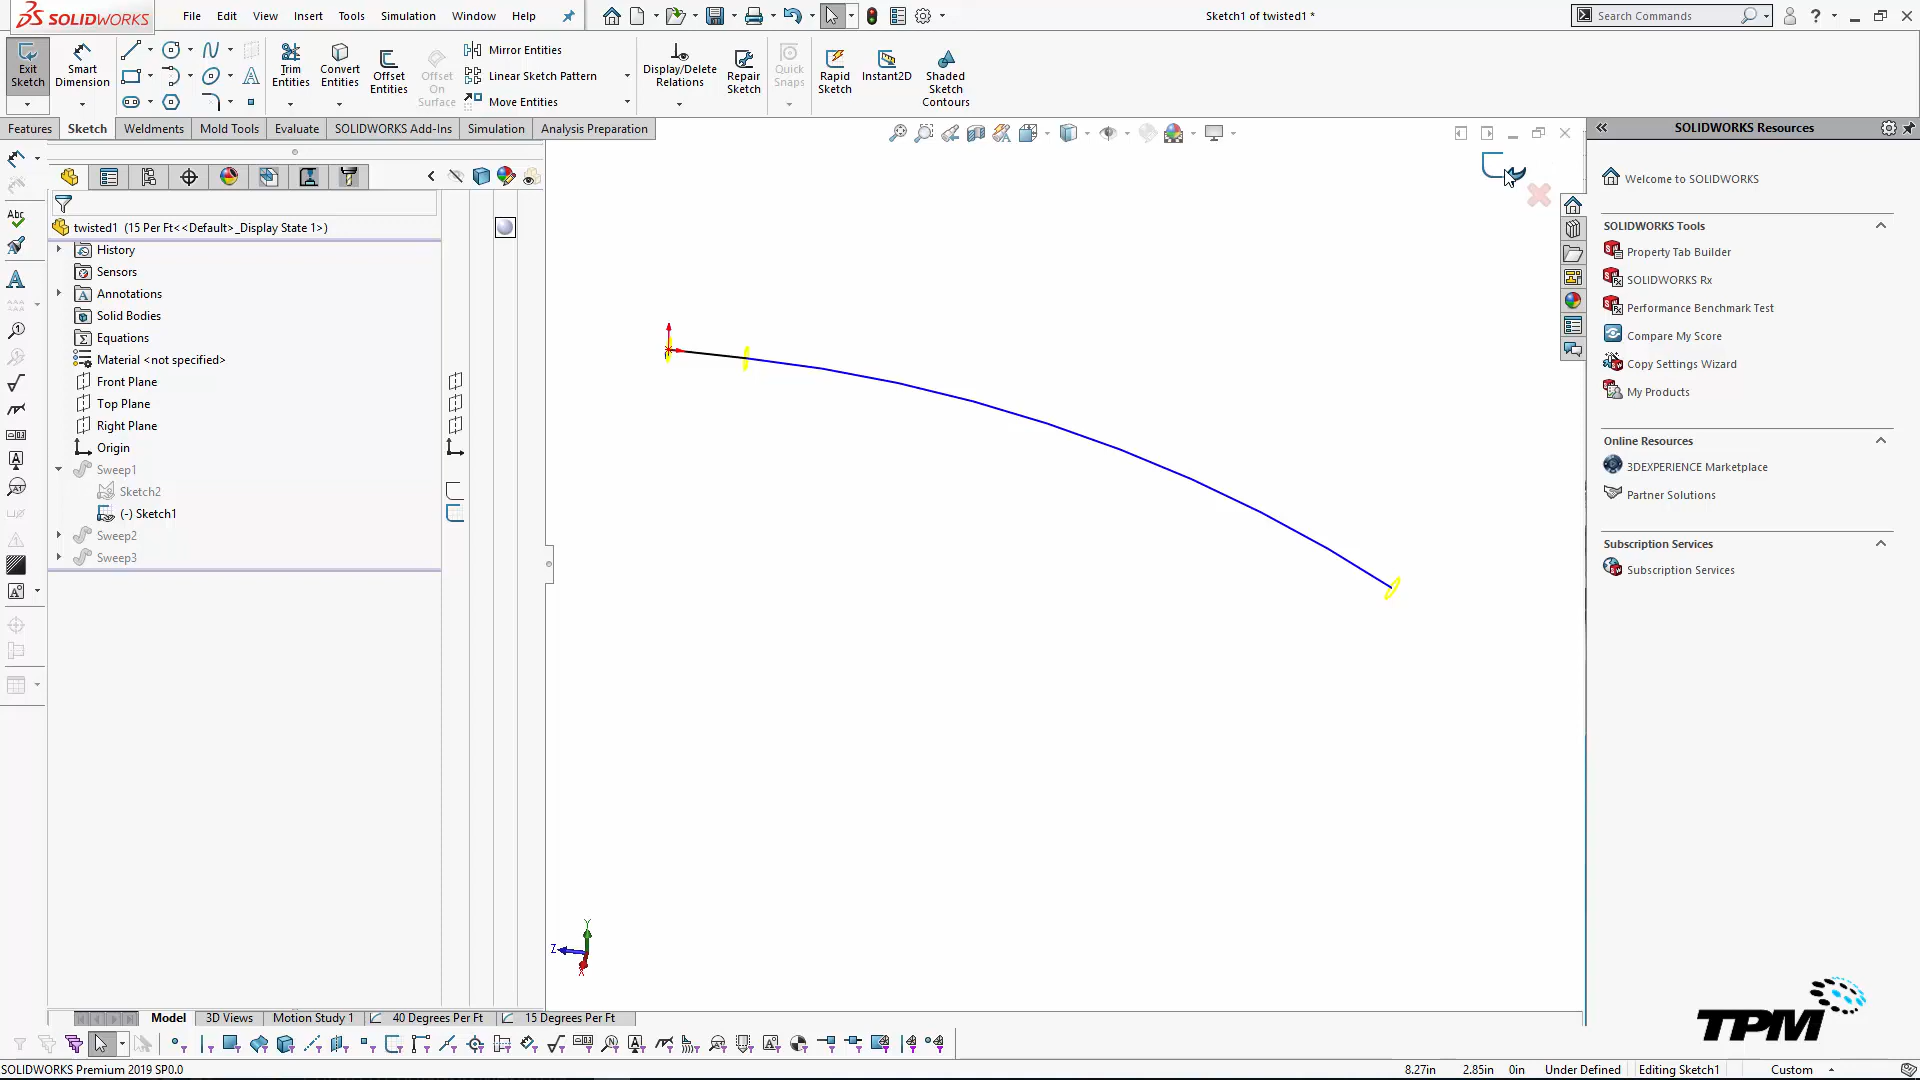 SOLIDWORKS File Edit View Insert Tools Simulation Window Help Sketch1 of twisted1 * Search Commands ?
Exit Sketch
Smart Dimension
Trim Entities
Convert Entities
Offset Entities
Offset On Surface
Mirror Entities
Linear Sketch Pattern
Move Entities
Display/Delete Relations
Repair Sketch
Quick Snaps
Rapid Sketch
Instant2D
Shaded Sketch Contours
Features Sketch Weldments Mold Tools Evaluate SOLIDWORKS Add-Ins Simulation Analysis Preparation
twisted1 (15 Per Ft<<Default>_Display State 1>)
History
Sensors
Annotations
Solid Bodies
Equations
Material <not specified>
Front Plane
Top Plane
Right Plane
Origin
Sweep1
Sketch2
(-) Sketch1
Sweep2
Sweep3
Abc
Y
Z
X
SOLIDWORKS Resources
Welcome to SOLIDWORKS
SOLIDWORKS Tools
Property Tab Builder
SOLIDWORKS Rx
Performance Benchmark Test
Compare My Score
Copy Settings Wizard
My Products
Online Resources
3DEXPERIENCE Marketplace
Partner Solutions
Subscription Services
Subscription Services
TPM
Model 3D Views Motion Study 1 40 Degrees Per Ft 15 Degrees Per Ft
SOLIDWORKS Premium 2019 SP0.0 8.27in 2.85in 0in Under Defined Editing Sketch1 Custom